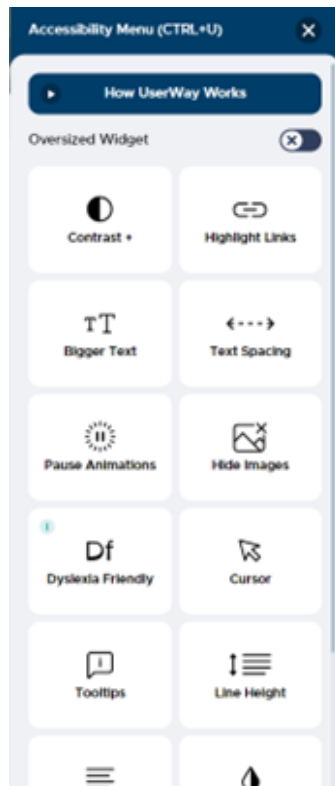 Accessibility Menu (CTRL+U)
How UserWay Works
Oversized Widget
Contrast +
Highlight Links
TT
Bigger Text
Text Spacing
Pause Animations
Hide Images
Df
Dyslexia Friendly
Cursor
Tooltips
Line Height